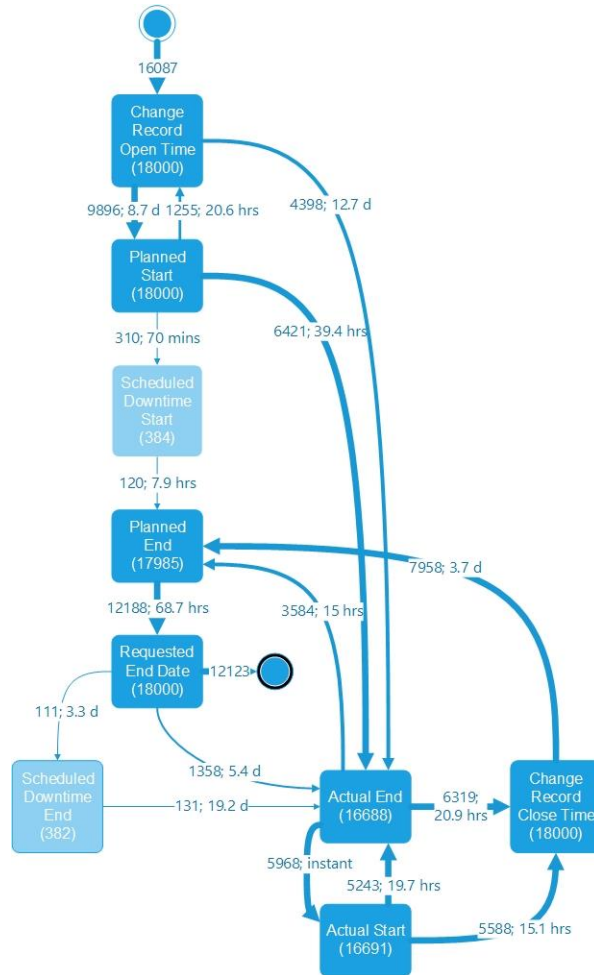 16087
Change
Record
Open Time
(18000)
9896; 8.7 d
1255; 20.6 hrs
4398; 12.7 d
Planned
Start
(18000)
6421; 39.4 hrs
310; 70 mins
Scheduled
Downtime
Start
(384)
120; 7.9 hrs
Planned
End
(17985)
7958; 3.7 d
12188; 68.7 hrs
3584; 15 hrs
Requested
End Date
(18000)
12123
111; 3.3 d
1358; 5.4 d
Scheduled
Downtime
End
(382)
131; 19.2 d
Actual End
(16688)
6319;
20.9 hrs
Change
Record
Close Time
(18000)
5968; instant
5243; 19.7 hrs
Actual Start
(16691)
5588; 15.1 hrs